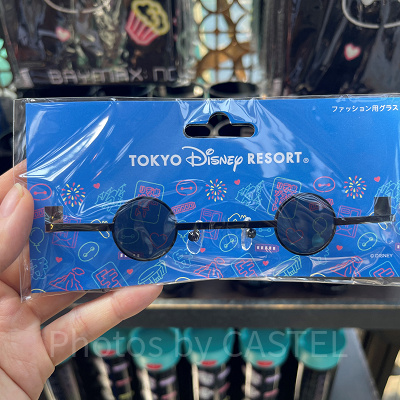 BAYMAX
ファッション用グラス
TOKYO Disney RESORT®
© DISNEY
Photos by CASTEL